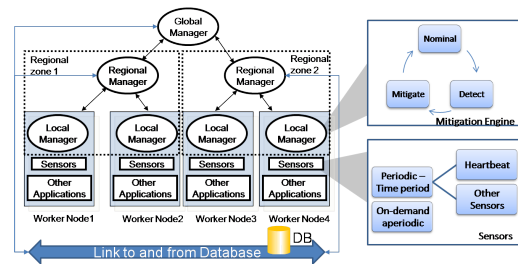 Global
Manager
Regional
zone 1
Regional
zone 2
Regional
Manager
Regional
Manager
Local
Manager
Local
Manager
Local
Manager
Local
Manager
Sensors
Sensors
Sensors
Sensors
Other
Applications
Other
Applications
Other
Applications
Other
Applications
Worker Node1
Worker Node2
Worker Node3
Worker Node4
DB
Link to and from Database
Nominal
Mitigate
Detect
Mitigation Engine
Periodic –
Time period
Heartbeat
On-demand
aperiodic
Other
Sensors
Sensors